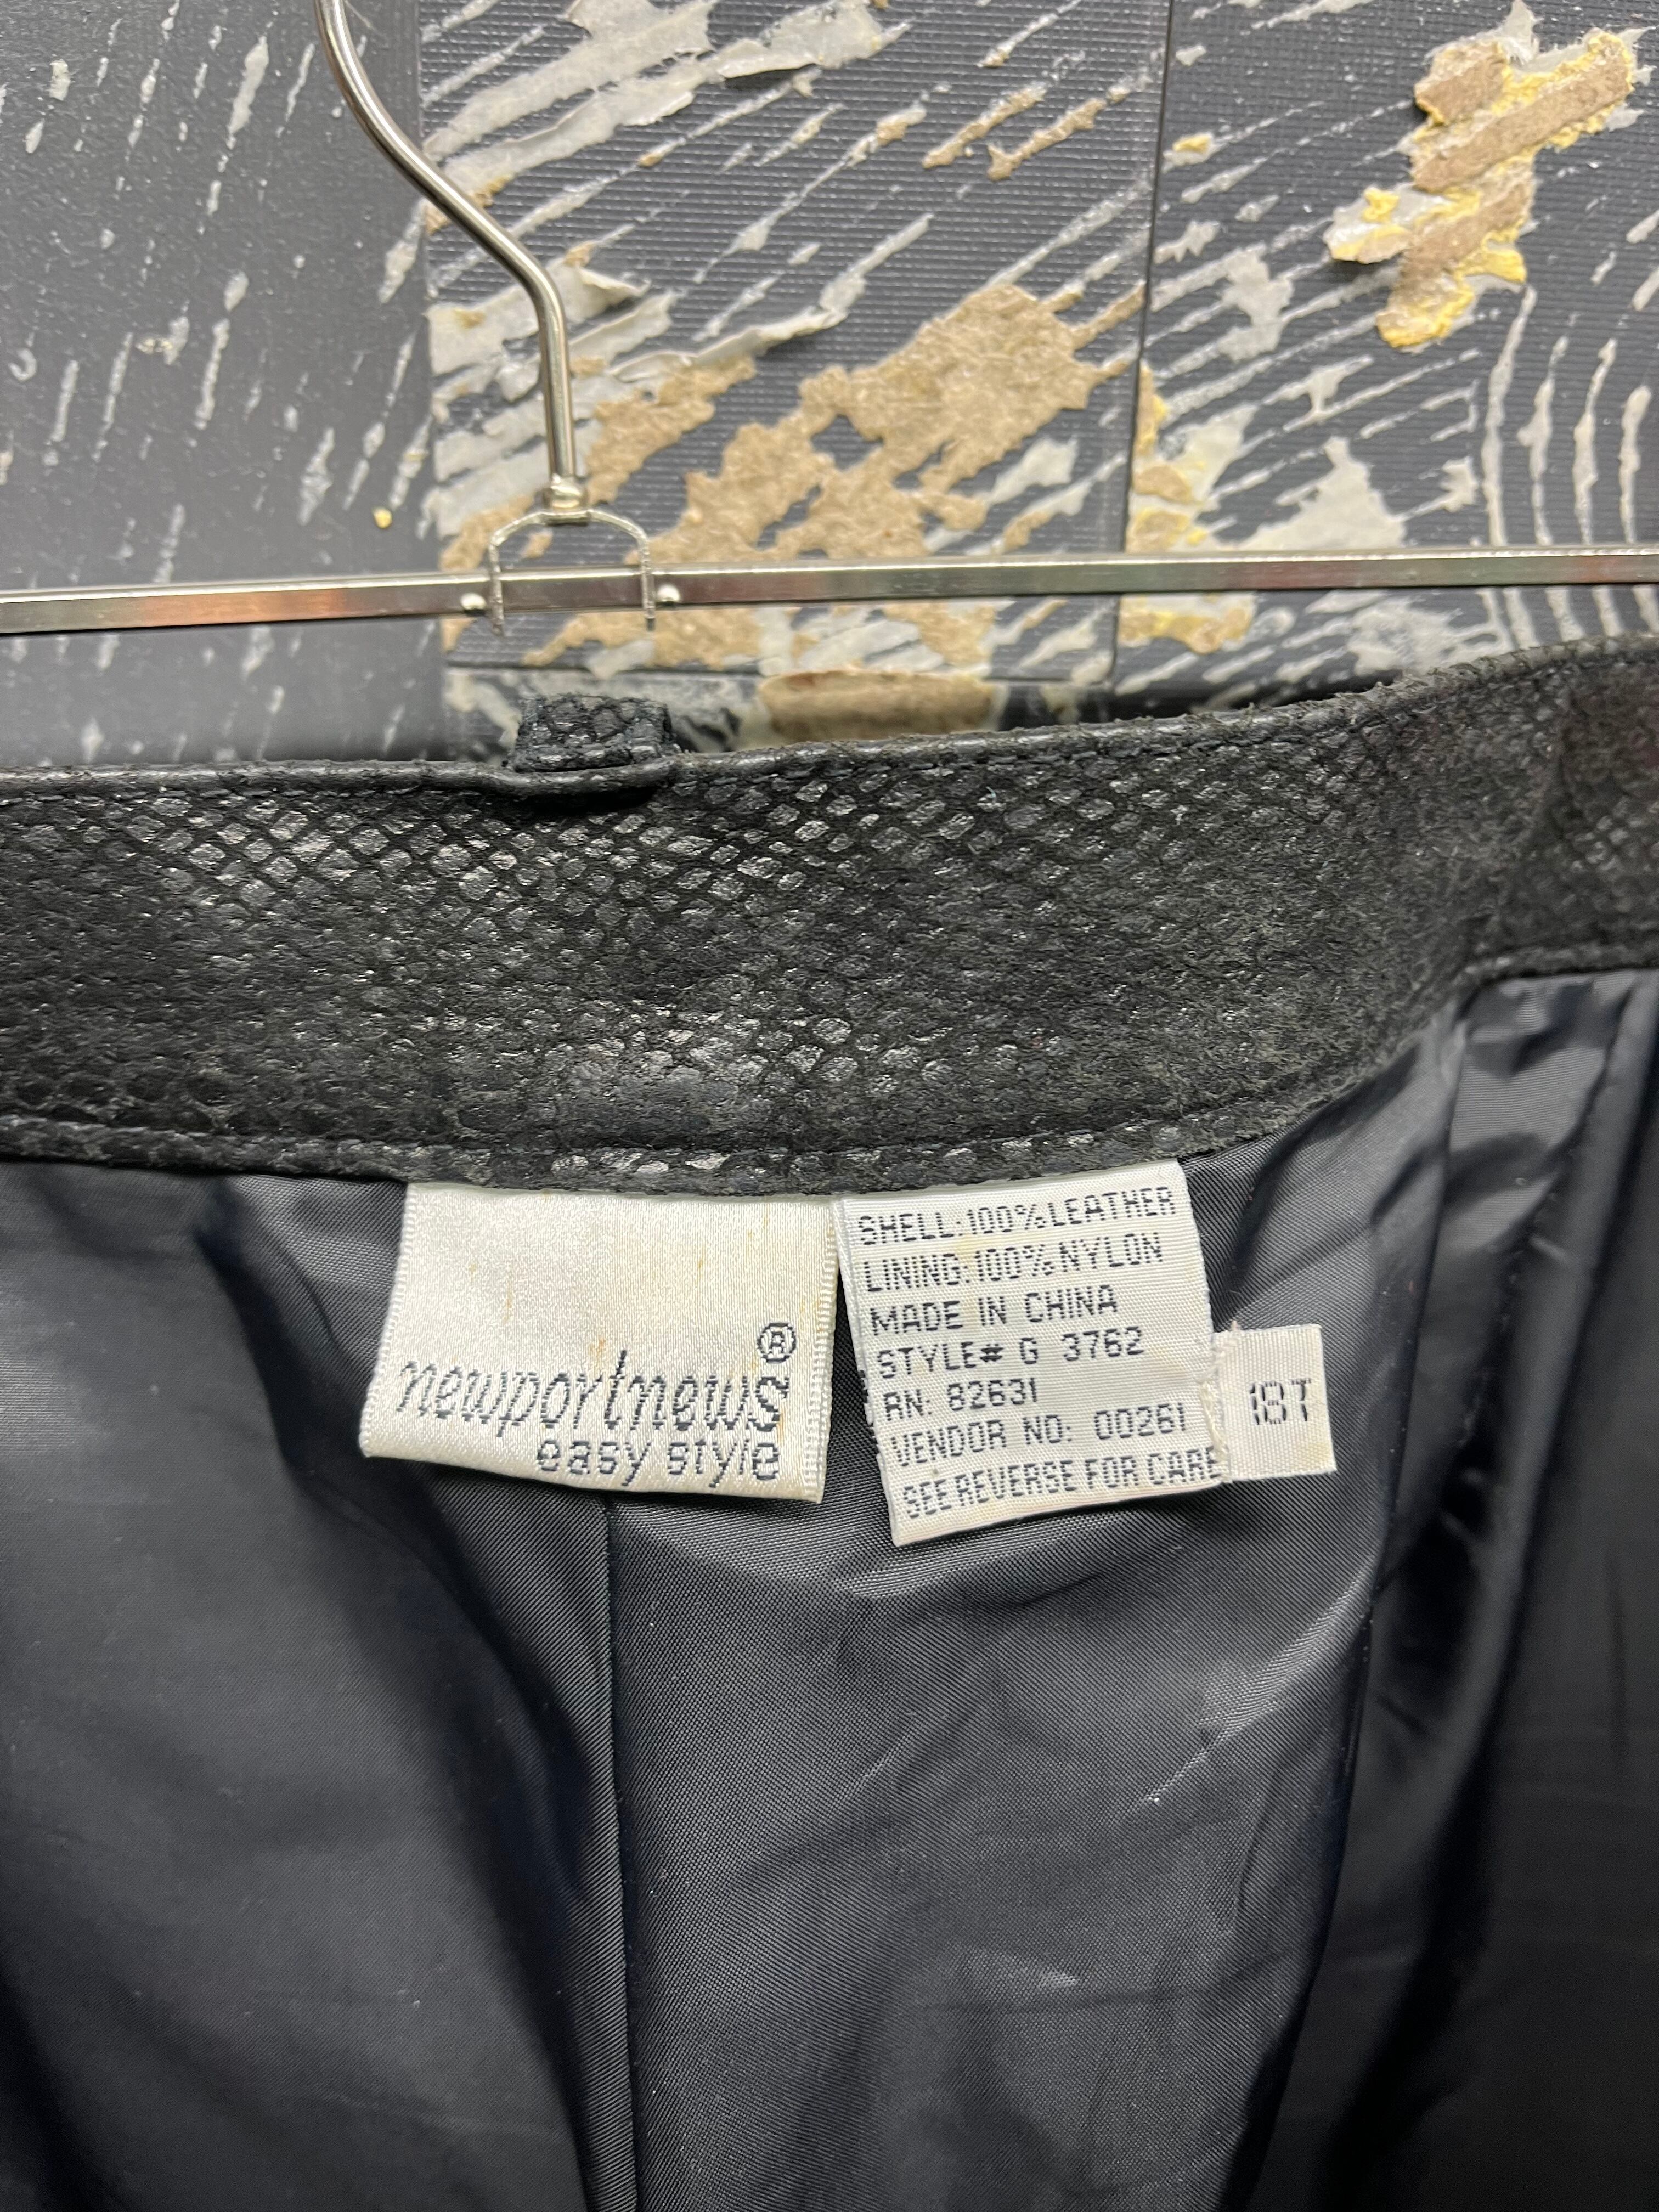 newportnews®
easy style
SHELL:100%LEATHER
LINING:100%NYLON
MADE IN CHINA
STYLE# G 3762
RN: 82631
VENDOR NO: 00261
SEE REVERSE FOR CARE
18T